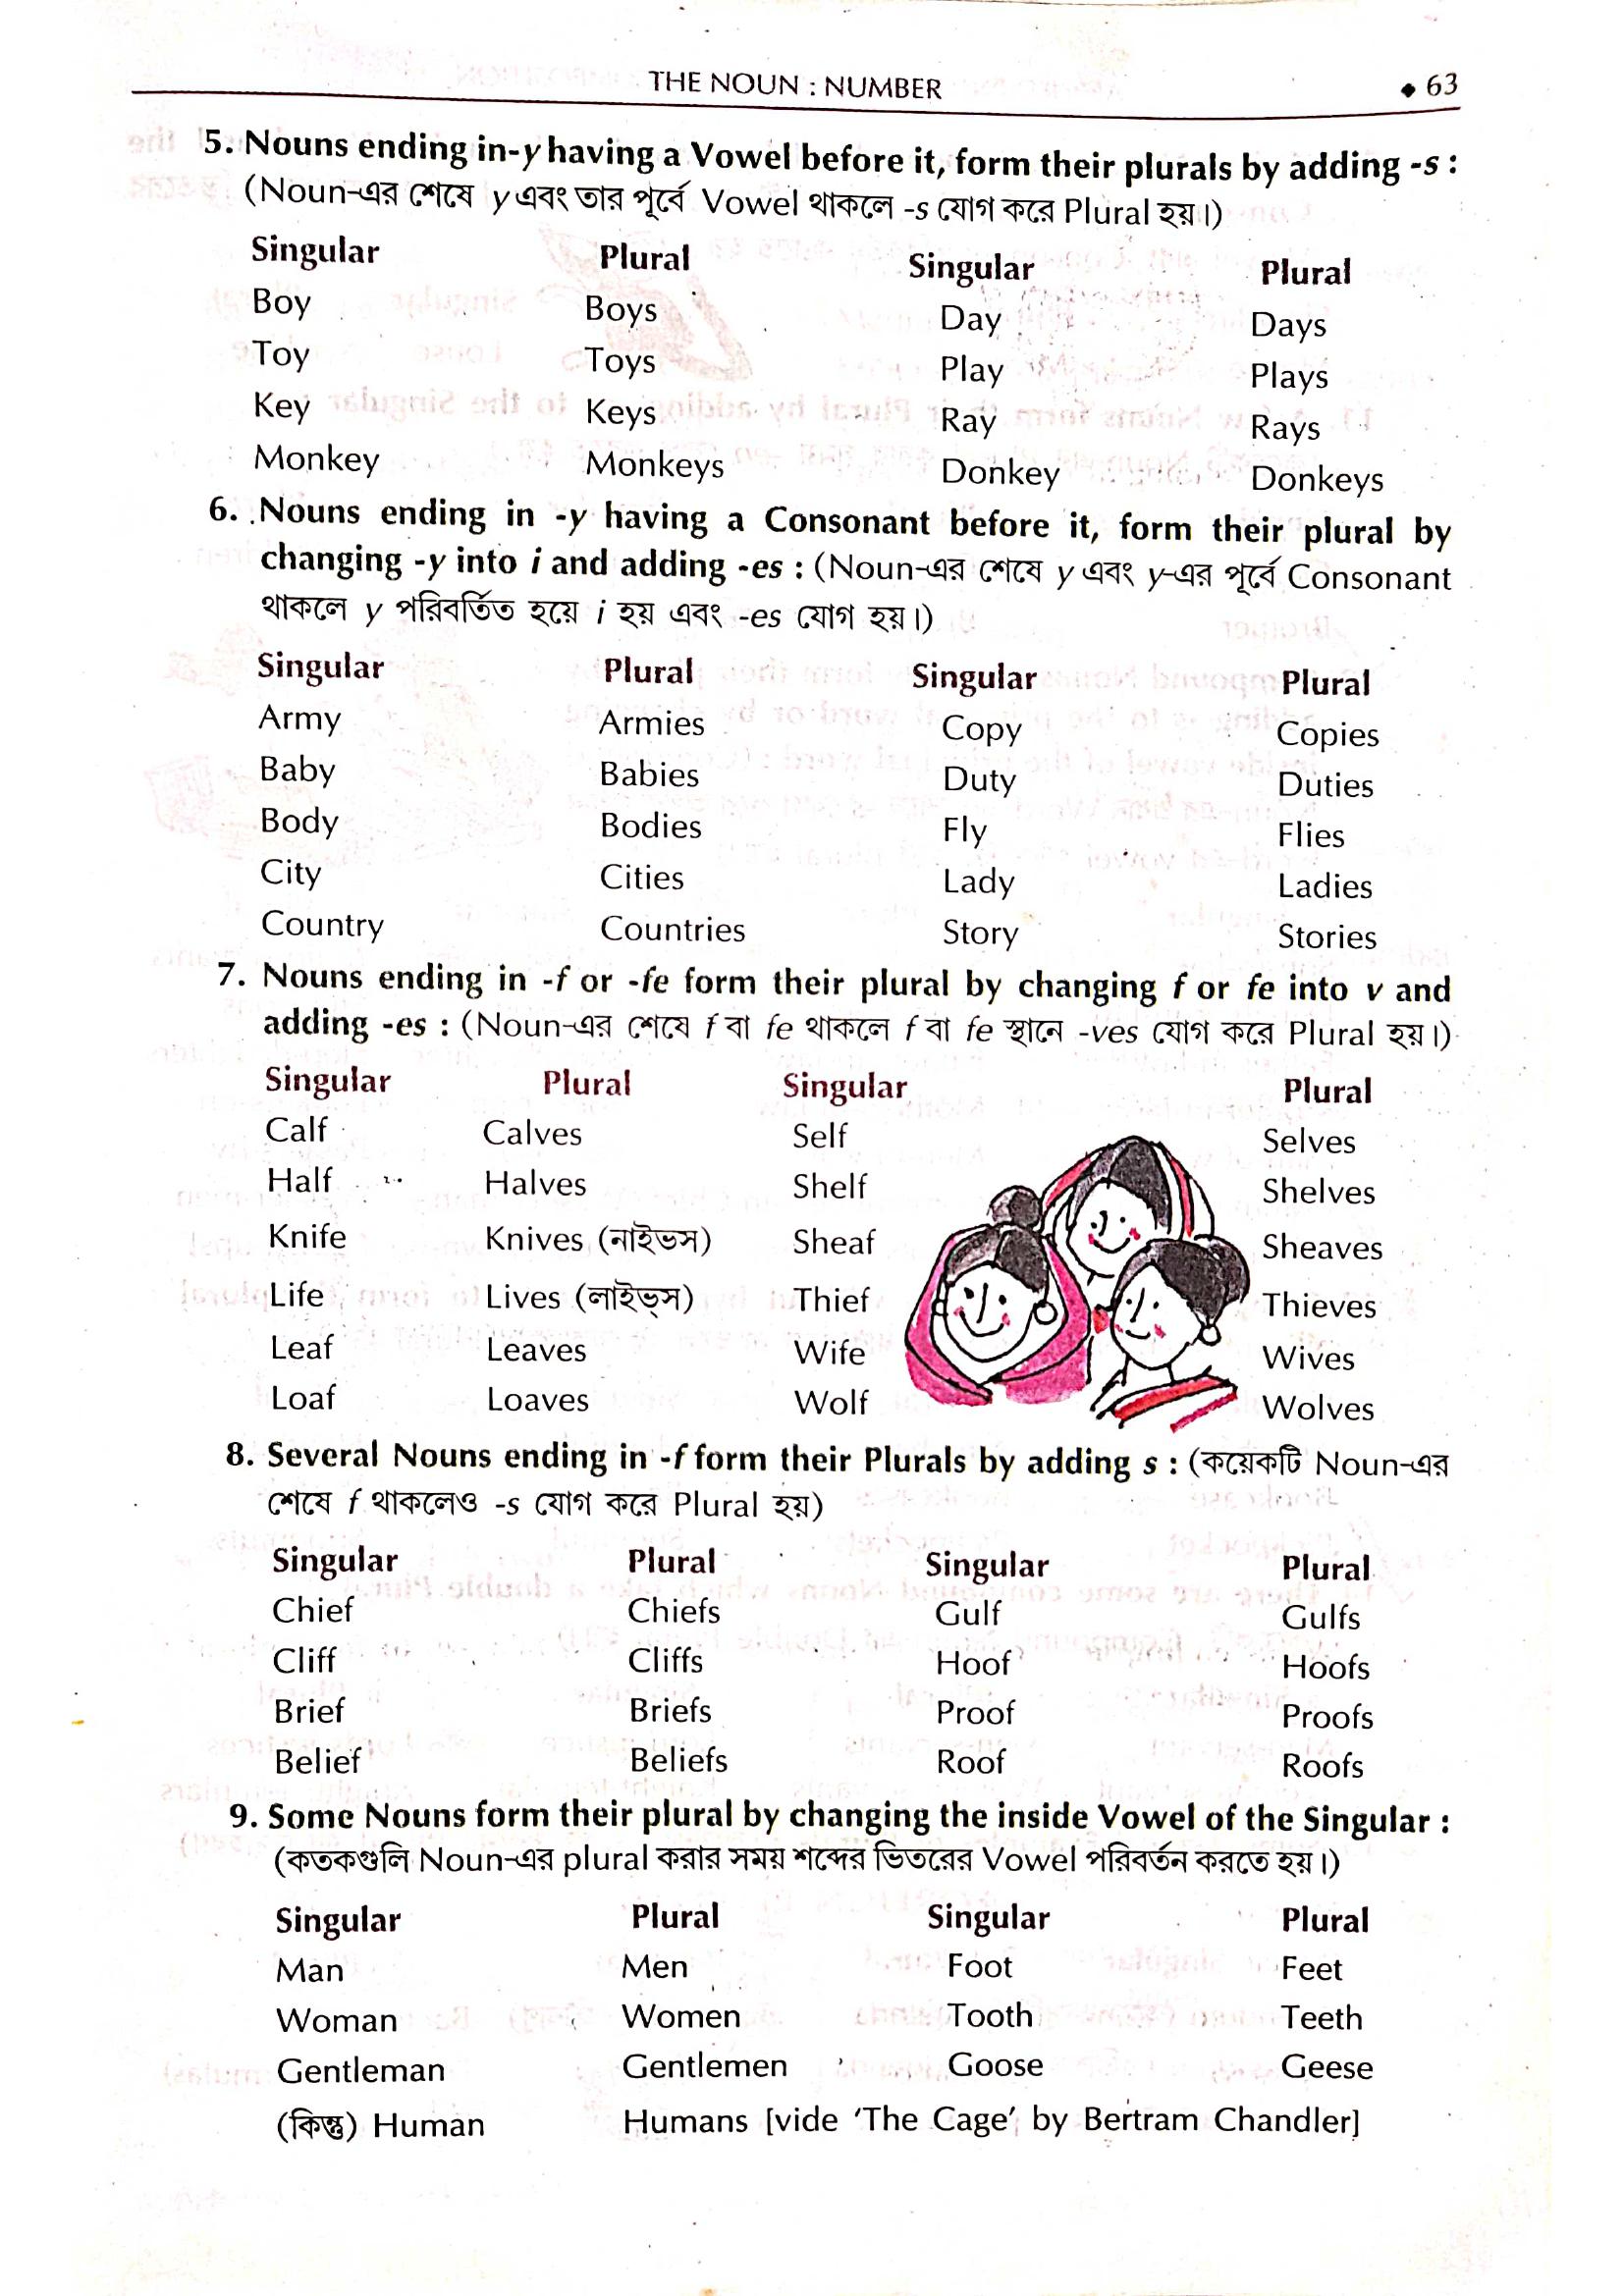 THE NOUN : NUMBER ◆ 63
5. Nouns ending in-y having a Vowel before it, form their plurals by adding -s :
(Noun-এর শেষে y এবং তার পূর্বে Vowel থাকলে -s যোগ করে Plural হয়।)
Singular Plural Singular Plural
Boy Boys Day Days
Toy Toys Play Plays
Key Keys Ray Rays
Monkey Monkeys Donkey Donkeys
6. Nouns ending in -y having a Consonant before it, form their plural by
changing -y into i and adding -es : (Noun-এর শেষে y এবং y-এর পূর্বে Consonant
থাকলে y পরিবর্তিত হয়ে i হয় এবং -es যোগ হয়।)
Singular Plural Singular Plural
Army Armies Copy Copies
Baby Babies Duty Duties
Body Bodies Fly Flies
City Cities Lady Ladies
Country Countries Story Stories
7. Nouns ending in -f or -fe form their plural by changing f or fe into v and
adding -es : (Noun-এর শেষে f বা fe থাকলে f বা fe স্থানে -ves যোগ করে Plural হয়।)
Singular Plural Singular Plural
Calf Calves Self Selves
Half Halves Shelf Shelves
Knife Knives (নাইভস) Sheaf Sheaves
Life Lives (লাইভ্স) Thief Thieves
Leaf Leaves Wife Wives
Loaf Loaves Wolf Wolves
8. Several Nouns ending in -f form their Plurals by adding s : (কয়েকটি Noun-এর
শেষে f থাকলেও -s যোগ করে Plural হয়)
Singular Plural Singular Plural
Chief Chiefs Gulf Gulfs
Cliff Cliffs Hoof Hoofs
Brief Briefs Proof Proofs
Belief Beliefs Roof Roofs
9. Some Nouns form their plural by changing the inside Vowel of the Singular :
(কতকগুলি Noun-এর plural করার সময় শব্দের ভিতরের Vowel পরিবর্তন করতে হয়।)
Singular Plural Singular Plural
Man Men Foot Feet
Woman Women Tooth Teeth
Gentleman Gentlemen Goose Geese
(কিন্তু) Human Humans [vide ‘The Cage’ by Bertram Chandler]